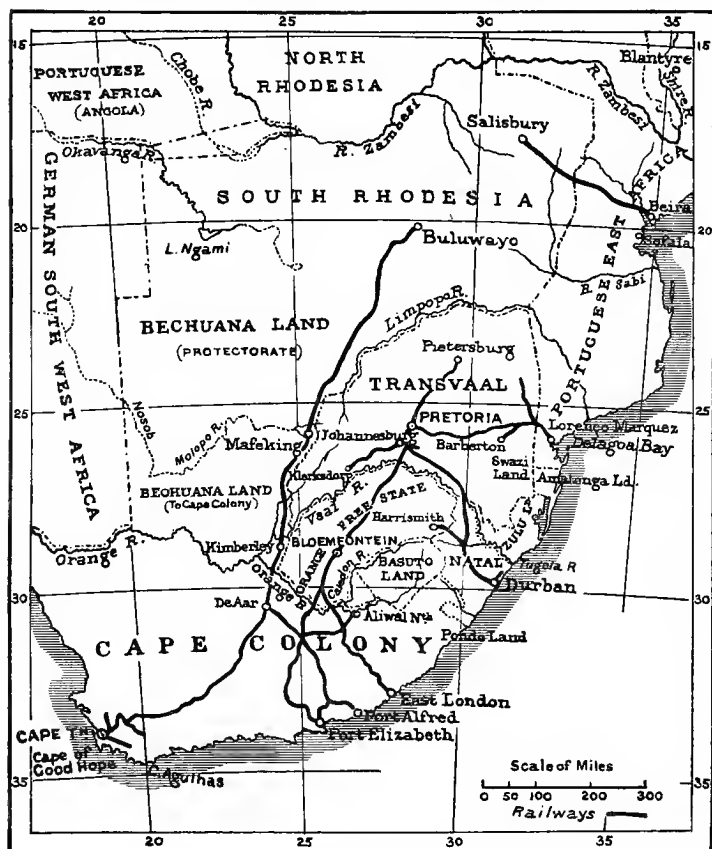 20 25 30 35
15
15
PORTUGUESE
WEST AFRICA
(ANGOLA)
Chobe R.
NORTH
RHODESIA
Blantyre
Shire R.
R. Zambesi
Salisbury
Okavanga R.
R. Zambesi
GERMAN SOUTH WEST AFRICA
SOUTH RHODESIA
Beira
20
20
Sofala
L. Ngami
Buluwayo
R. Sabi
PORTUGUESE EAST AFRICA
BECHUANA LAND
(PROTECTORATE)
Limpopo R.
Pietersburg
TRANSVAAL
25
25
Nosob
Molopo R.
Mafeking
Johannesburg
PRETORIA
Barberton
Lorenço Marquez
Delagoa Bay
Swazi
Land
Amatonga Ld.
Klerksdorp
BECHUANA LAND
(To Cape Colony)
Vaal R.
ORANGE FREE STATE
Harrismith
ZULU Ld.
Orange R.
Kimberley
BLOEMFONTEIN
Orange R.
Caledon R.
BASUTO
LAND
NATAL
Tugela R
Durban
30
30
De Aar
Aliwal Nth
CAPE COLONY
Pondo Land
East London
Port Alfred
Port Elizabeth
CAPE TN
Cape of
Good Hope
C. Agulhas
35
35
Scale of Miles
0 50 100 200 300
Railways
20 25 30 35